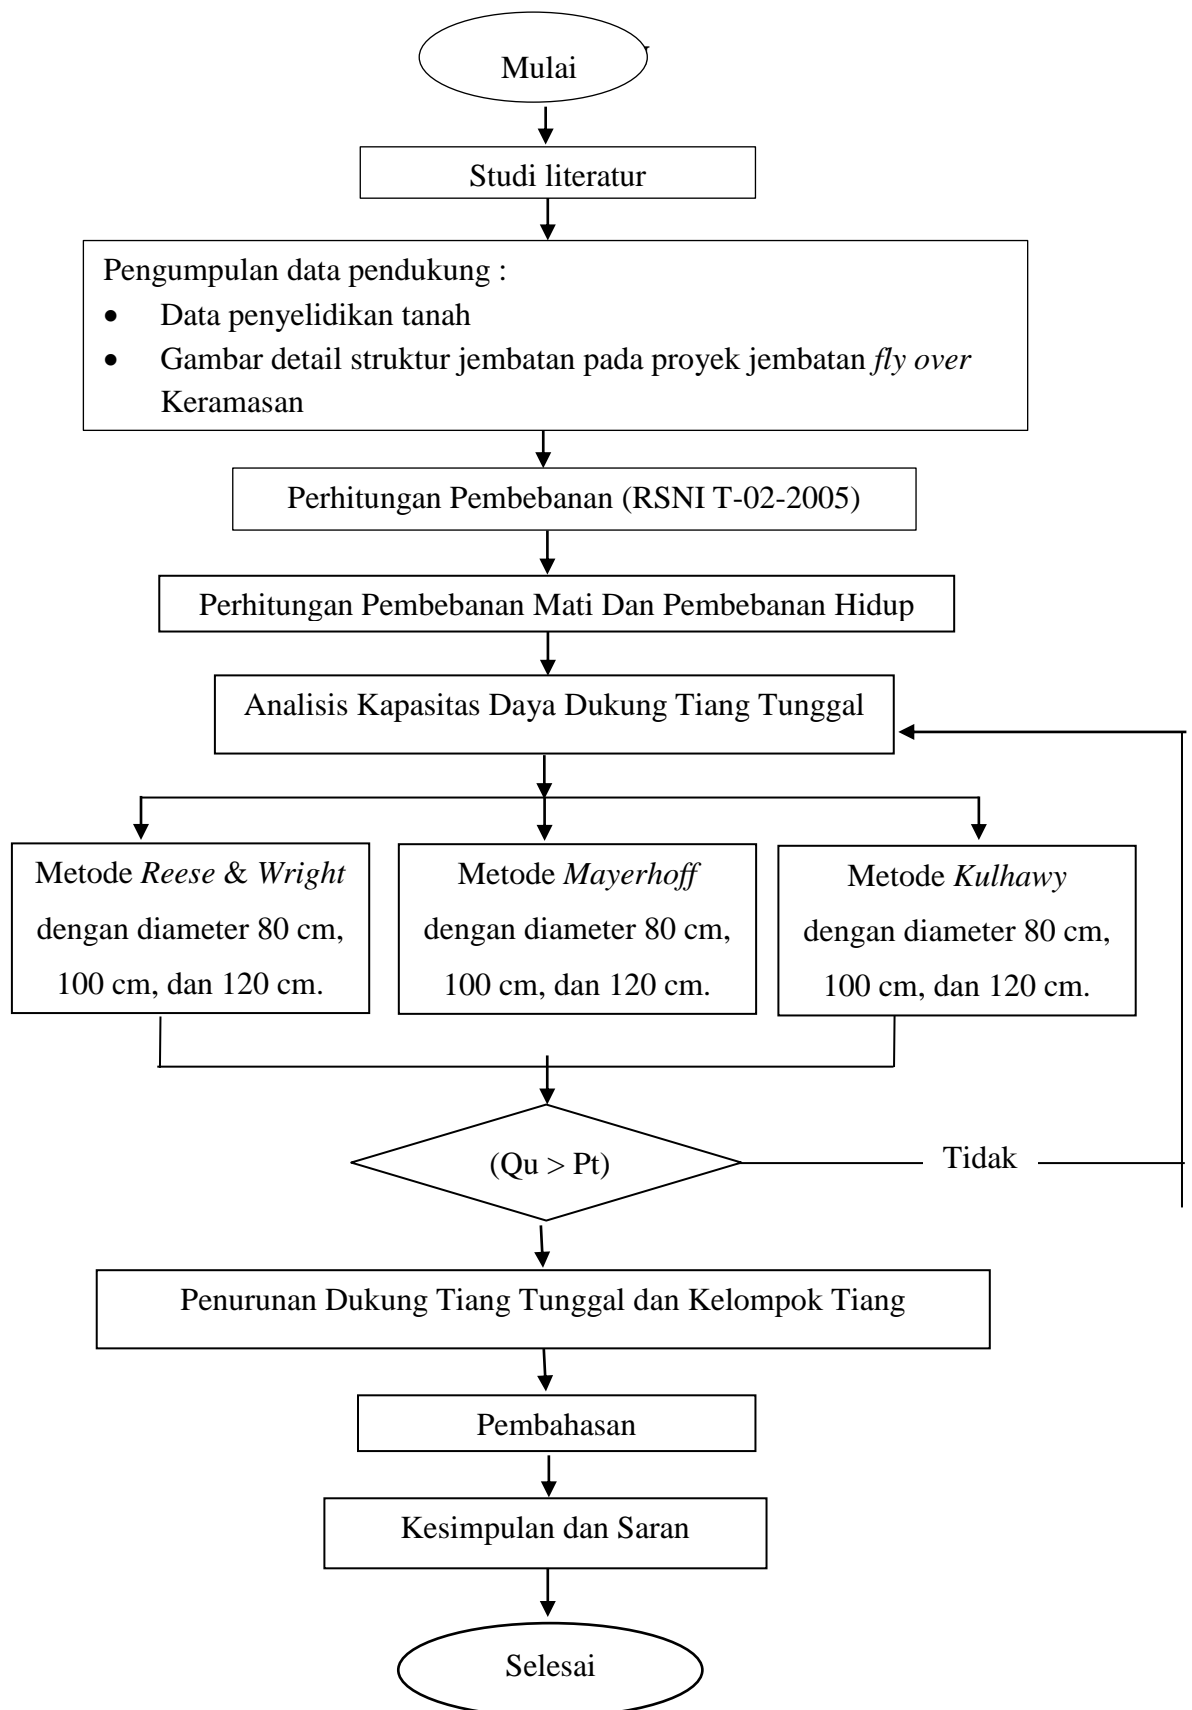 Mulai
Studi literatur
Pengumpulan data pendukung :
• Data penyelidikan tanah
• Gambar detail struktur jembatan pada proyek jembatan fly over
Keramasan
Perhitungan Pembebanan (RSNI T-02-2005)
Perhitungan Pembebanan Mati Dan Pembebanan Hidup
Analisis Kapasitas Daya Dukung Tiang Tunggal
Metode Reese & Wright
dengan diameter 80 cm,
100 cm, dan 120 cm.
Metode Mayerhoff
dengan diameter 80 cm,
100 cm, dan 120 cm.
Metode Kulhawy
dengan diameter 80 cm,
100 cm, dan 120 cm.
(Qu > Pt)
Tidak
Penurunan Dukung Tiang Tunggal dan Kelompok Tiang
Pembahasan
Kesimpulan dan Saran
Selesai